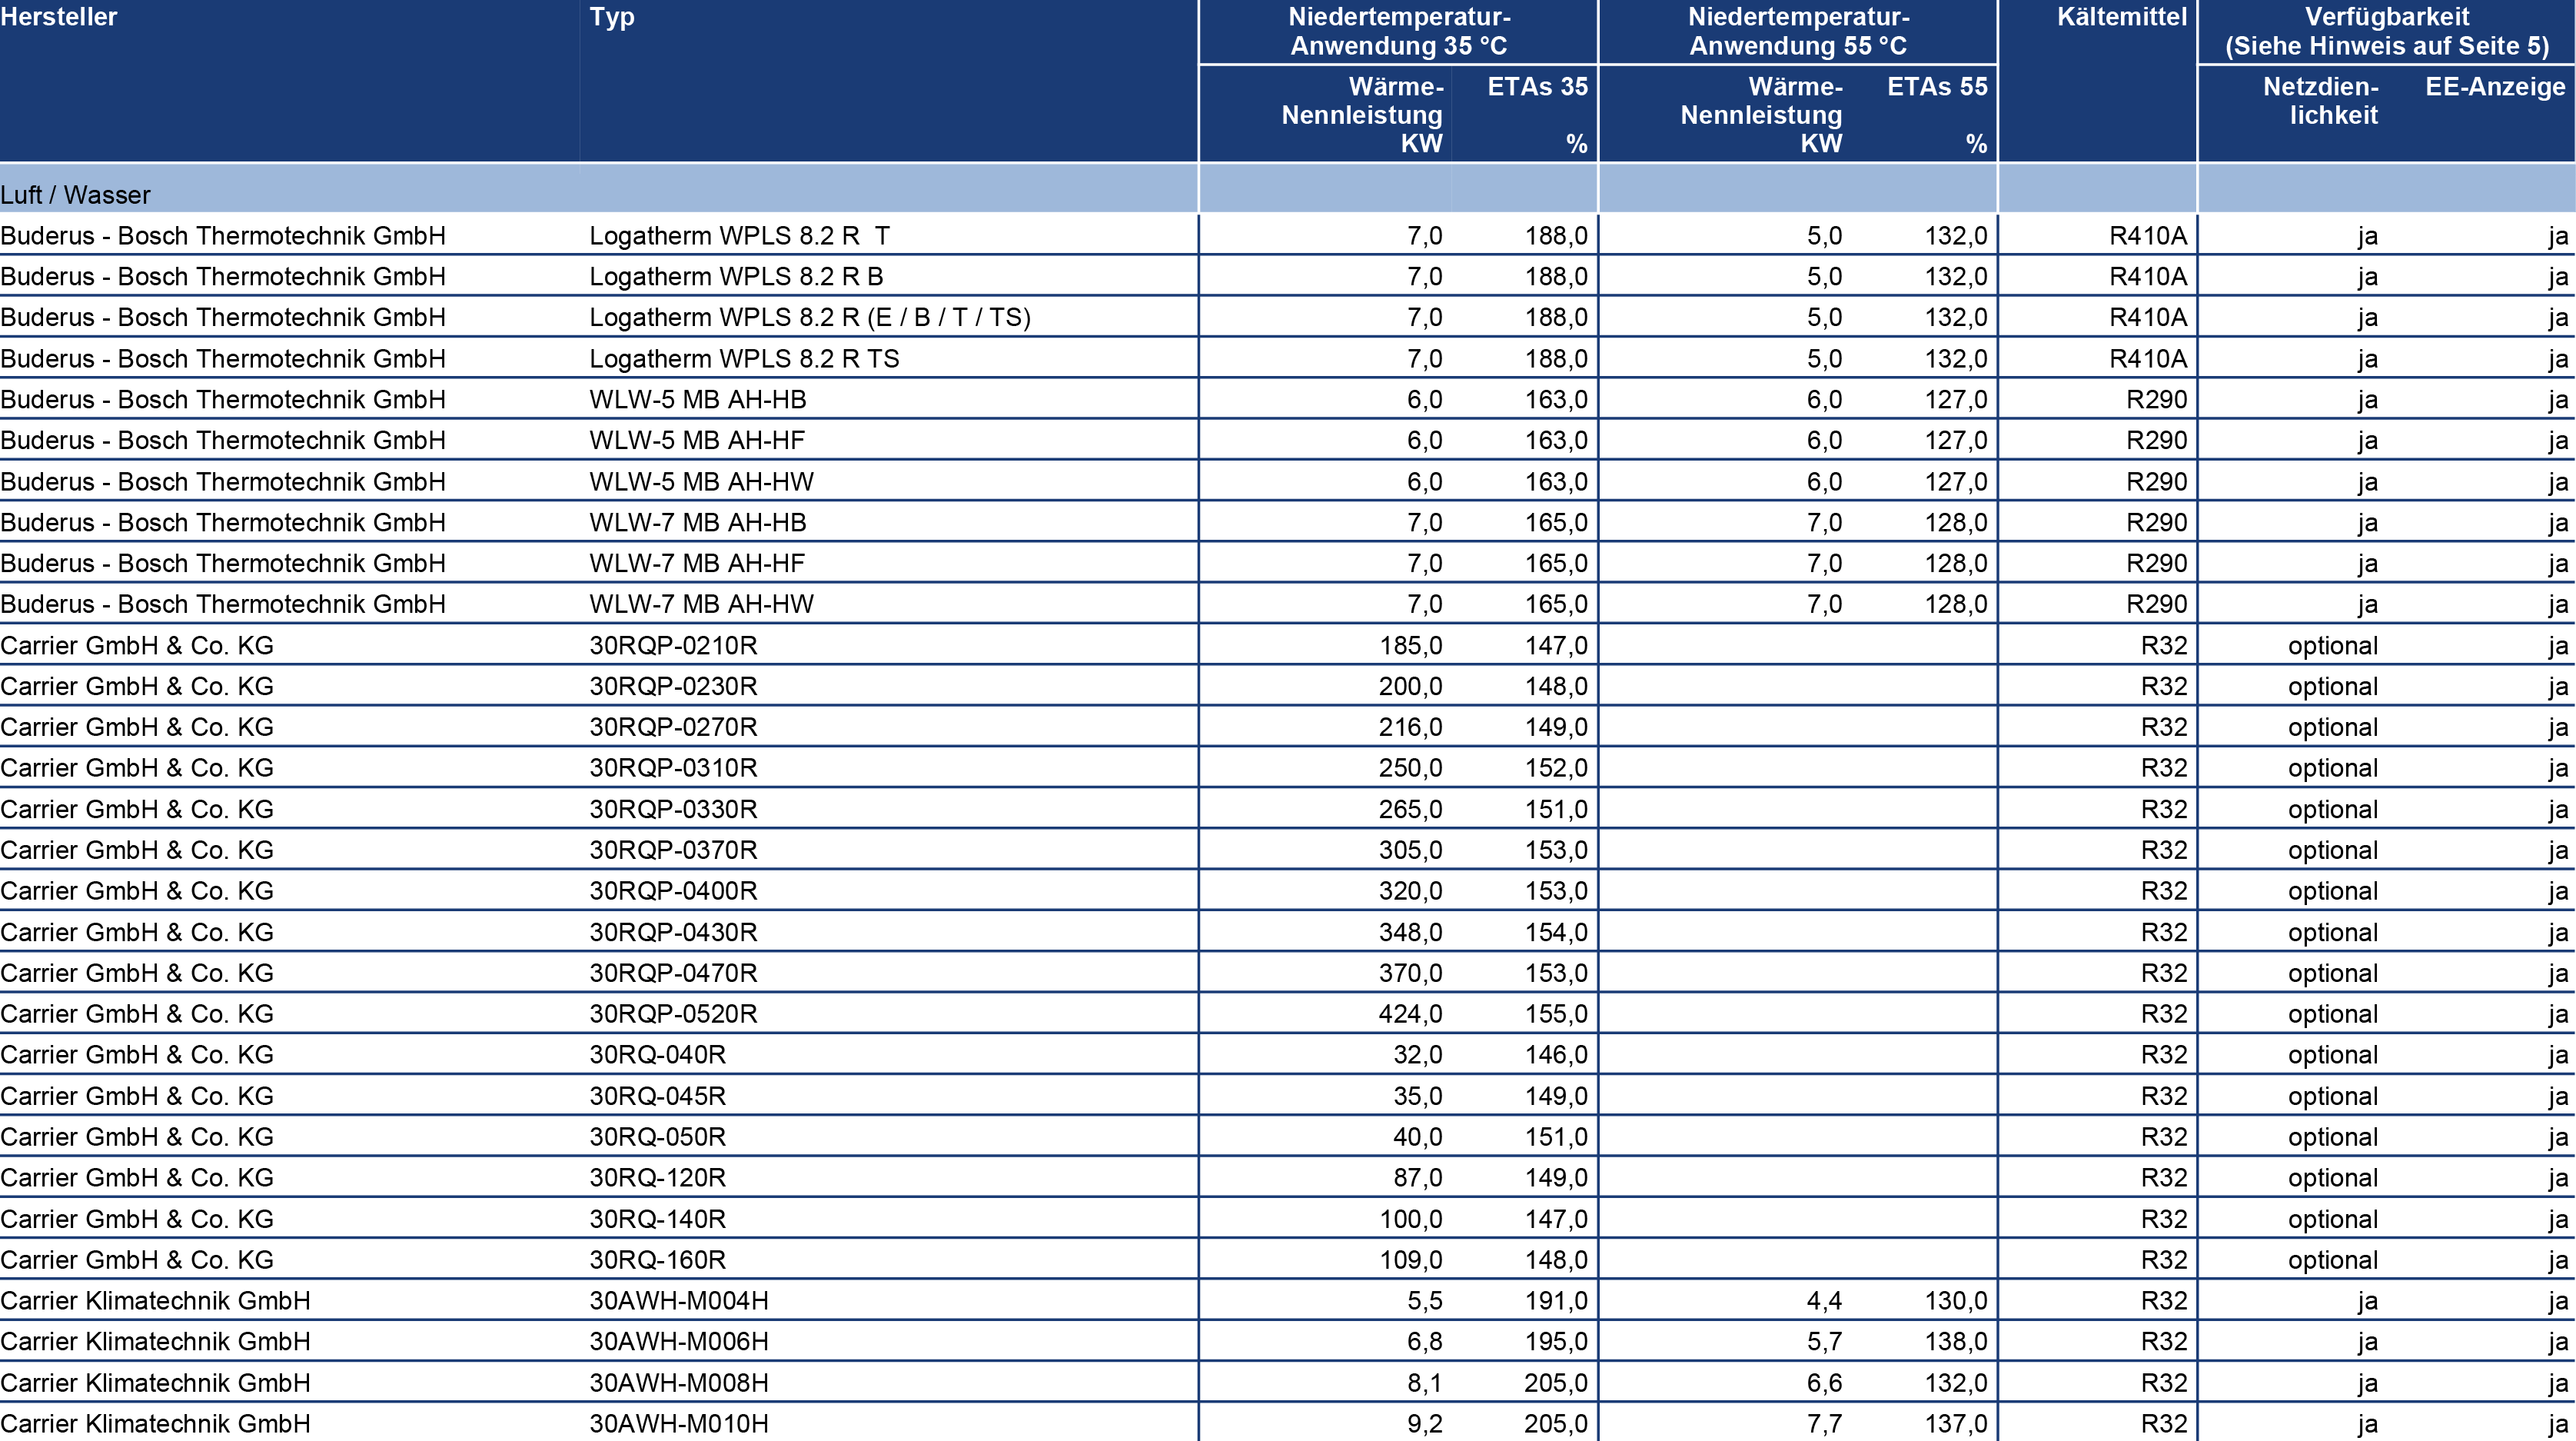 Hersteller Typ Niedertemperatur-Anwendung 35 °C Niedertemperatur-Anwendung 55 °C Kältemittel Verfügbarkeit (Siehe Hinweis auf Seite 5)
Wärme-Nennleistung KW ETAs 35 % Wärme-Nennleistung KW ETAs 55 % Netzdien-lichkeit EE-Anzeige
Luft / Wasser
Buderus - Bosch Thermotechnik GmbH Logatherm WPLS 8.2 R  T 7,0 188,0 5,0 132,0 R410A ja ja
Buderus - Bosch Thermotechnik GmbH Logatherm WPLS 8.2 R B 7,0 188,0 5,0 132,0 R410A ja ja
Buderus - Bosch Thermotechnik GmbH Logatherm WPLS 8.2 R (E / B / T / TS) 7,0 188,0 5,0 132,0 R410A ja ja
Buderus - Bosch Thermotechnik GmbH Logatherm WPLS 8.2 R TS 7,0 188,0 5,0 132,0 R410A ja ja
Buderus - Bosch Thermotechnik GmbH WLW-5 MB AH-HB 6,0 163,0 6,0 127,0 R290 ja ja
Buderus - Bosch Thermotechnik GmbH WLW-5 MB AH-HF 6,0 163,0 6,0 127,0 R290 ja ja
Buderus - Bosch Thermotechnik GmbH WLW-5 MB AH-HW 6,0 163,0 6,0 127,0 R290 ja ja
Buderus - Bosch Thermotechnik GmbH WLW-7 MB AH-HB 7,0 165,0 7,0 128,0 R290 ja ja
Buderus - Bosch Thermotechnik GmbH WLW-7 MB AH-HF 7,0 165,0 7,0 128,0 R290 ja ja
Buderus - Bosch Thermotechnik GmbH WLW-7 MB AH-HW 7,0 165,0 7,0 128,0 R290 ja ja
Carrier GmbH & Co. KG 30RQP-0210R 185,0 147,0 R32 optional ja
Carrier GmbH & Co. KG 30RQP-0230R 200,0 148,0 R32 optional ja
Carrier GmbH & Co. KG 30RQP-0270R 216,0 149,0 R32 optional ja
Carrier GmbH & Co. KG 30RQP-0310R 250,0 152,0 R32 optional ja
Carrier GmbH & Co. KG 30RQP-0330R 265,0 151,0 R32 optional ja
Carrier GmbH & Co. KG 30RQP-0370R 305,0 153,0 R32 optional ja
Carrier GmbH & Co. KG 30RQP-0400R 320,0 153,0 R32 optional ja
Carrier GmbH & Co. KG 30RQP-0430R 348,0 154,0 R32 optional ja
Carrier GmbH & Co. KG 30RQP-0470R 370,0 153,0 R32 optional ja
Carrier GmbH & Co. KG 30RQP-0520R 424,0 155,0 R32 optional ja
Carrier GmbH & Co. KG 30RQ-040R 32,0 146,0 R32 optional ja
Carrier GmbH & Co. KG 30RQ-045R 35,0 149,0 R32 optional ja
Carrier GmbH & Co. KG 30RQ-050R 40,0 151,0 R32 optional ja
Carrier GmbH & Co. KG 30RQ-120R 87,0 149,0 R32 optional ja
Carrier GmbH & Co. KG 30RQ-140R 100,0 147,0 R32 optional ja
Carrier GmbH & Co. KG 30RQ-160R 109,0 148,0 R32 optional ja
Carrier Klimatechnik GmbH 30AWH-M004H 5,5 191,0 4,4 130,0 R32 ja ja
Carrier Klimatechnik GmbH 30AWH-M006H 6,8 195,0 5,7 138,0 R32 ja ja
Carrier Klimatechnik GmbH 30AWH-M008H 8,1 205,0 6,6 132,0 R32 ja ja
Carrier Klimatechnik GmbH 30AWH-M010H 9,2 205,0 7,7 137,0 R32 ja ja